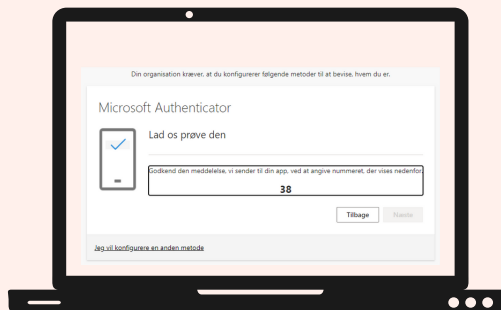 Din organisation kræver, at du konfigurerer følgende metoder til at bevise, hvem du er.
Microsoft Authenticator
Lad os prøve den
Godkend den meddelelse, vi sender til din app, ved at angive nummeret, der vises nedenfor.
38
Tilbage Næste
Jeg vil konfigurere en anden metode